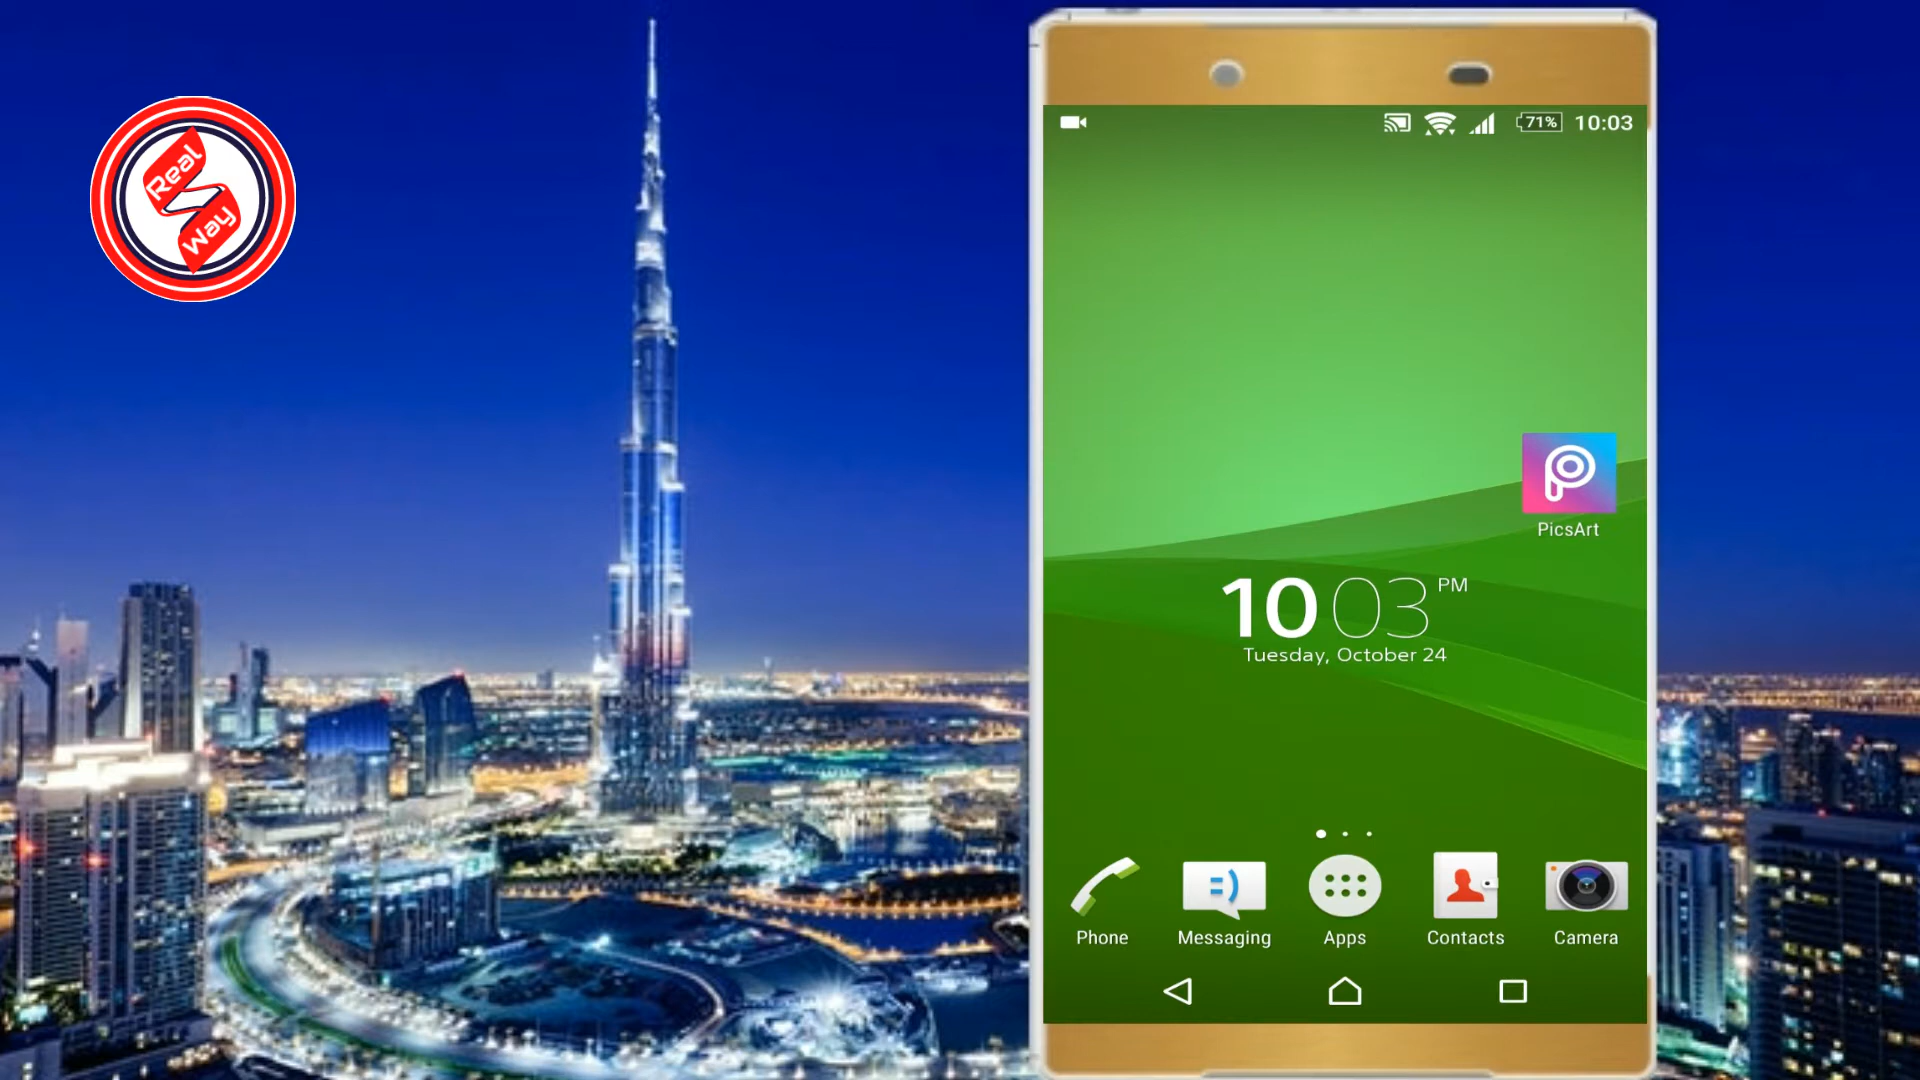 Real
Way
71% 10:03
PicsArt
10 03 PM
Tuesday, October 24
Phone Messaging Apps Contacts Camera